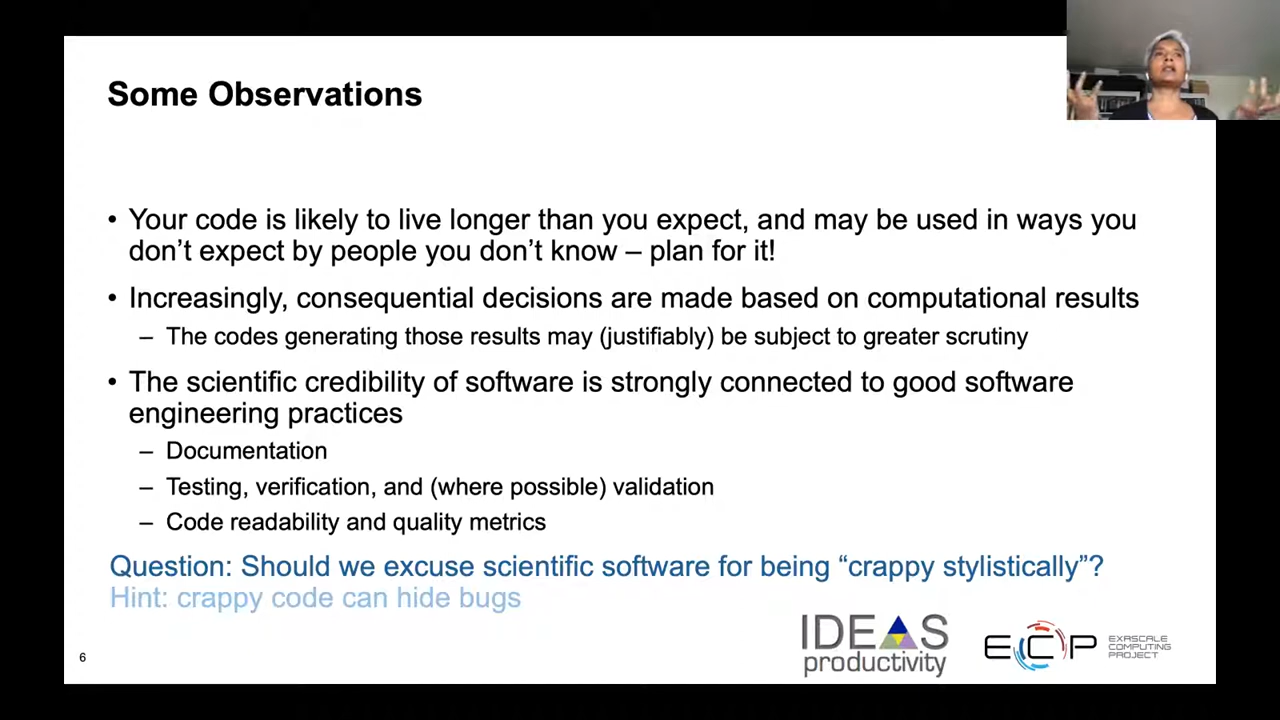 Some Observations
• Your code is likely to live longer than you expect, and may be used in ways you
don’t expect by people you don’t know – plan for it!
• Increasingly, consequential decisions are made based on computational results
– The codes generating those results may (justifiably) be subject to greater scrutiny
• The scientific credibility of software is strongly connected to good software
engineering practices
– Documentation
– Testing, verification, and (where possible) validation
– Code readability and quality metrics
Question: Should we excuse scientific software for being “crappy stylistically”?
Hint: crappy code can hide bugs
6
IDEAS
productivity
ECP
EXASCALE
COMPUTING
PROJECT